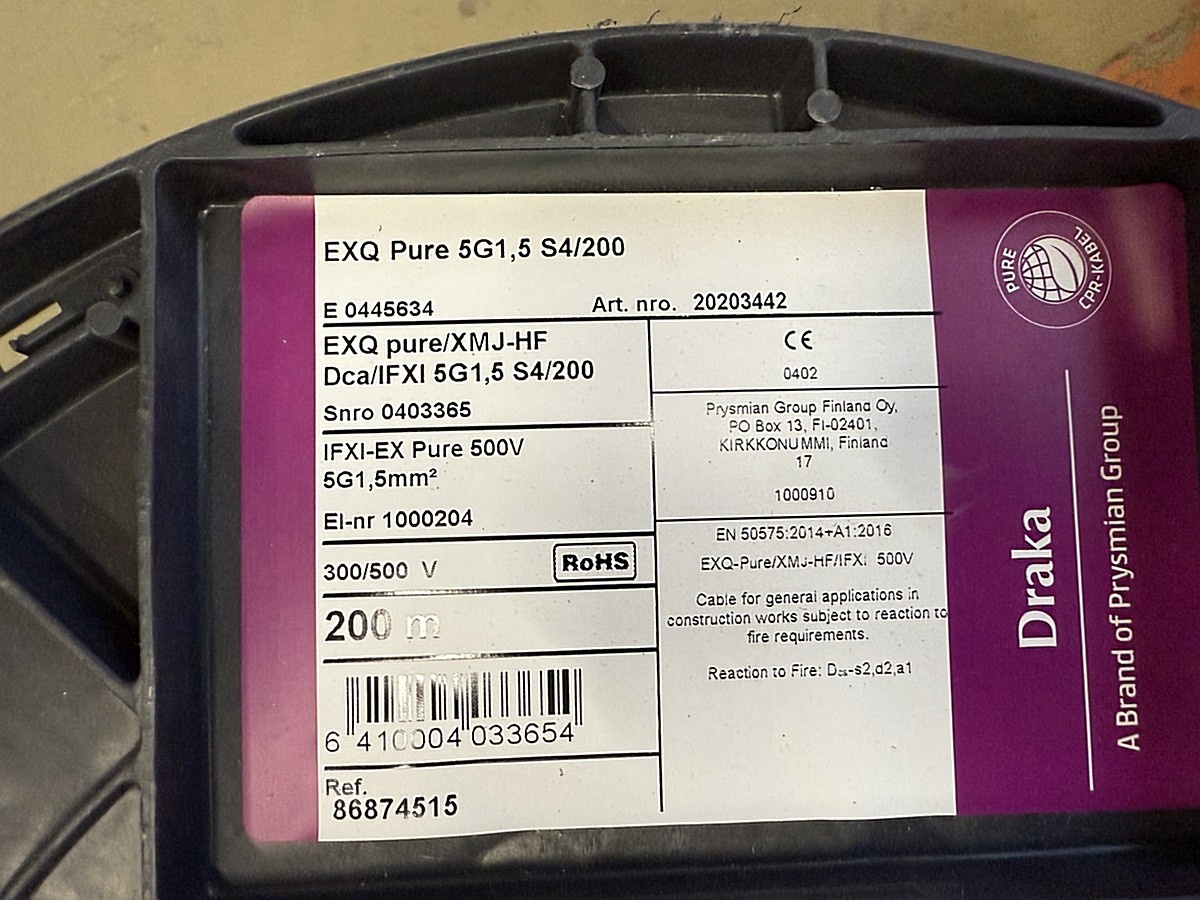 EXQ Pure 5G1,5 S4/200
E 0445634
Art. nro. 20203442
EXQ pure/XMJ-HF
Dca/IFXI 5G1,5 S4/200
Snro 0403365
IFXI-EX Pure 500V
5G1,5mm²
El-nr 1000204
300/500 V
RoHS
200 m
6 410004 033654
Ref.
86874515
CE
0402
Prysmian Group Finland Oy,
PO Box 13, FI-02401,
KIRKKONUMMI, Finland
17
1000910
EN 50575:2014+A1:2016
EXQ-Pure/XMJ-HF/IFXI 500V
Cable for general applications in
construction works subject to reaction to
fire requirements.
Reaction to Fire: Dca-s2,d2,a1
PURE
CPR-KABEL
Draka
A Brand of Prysmian Group